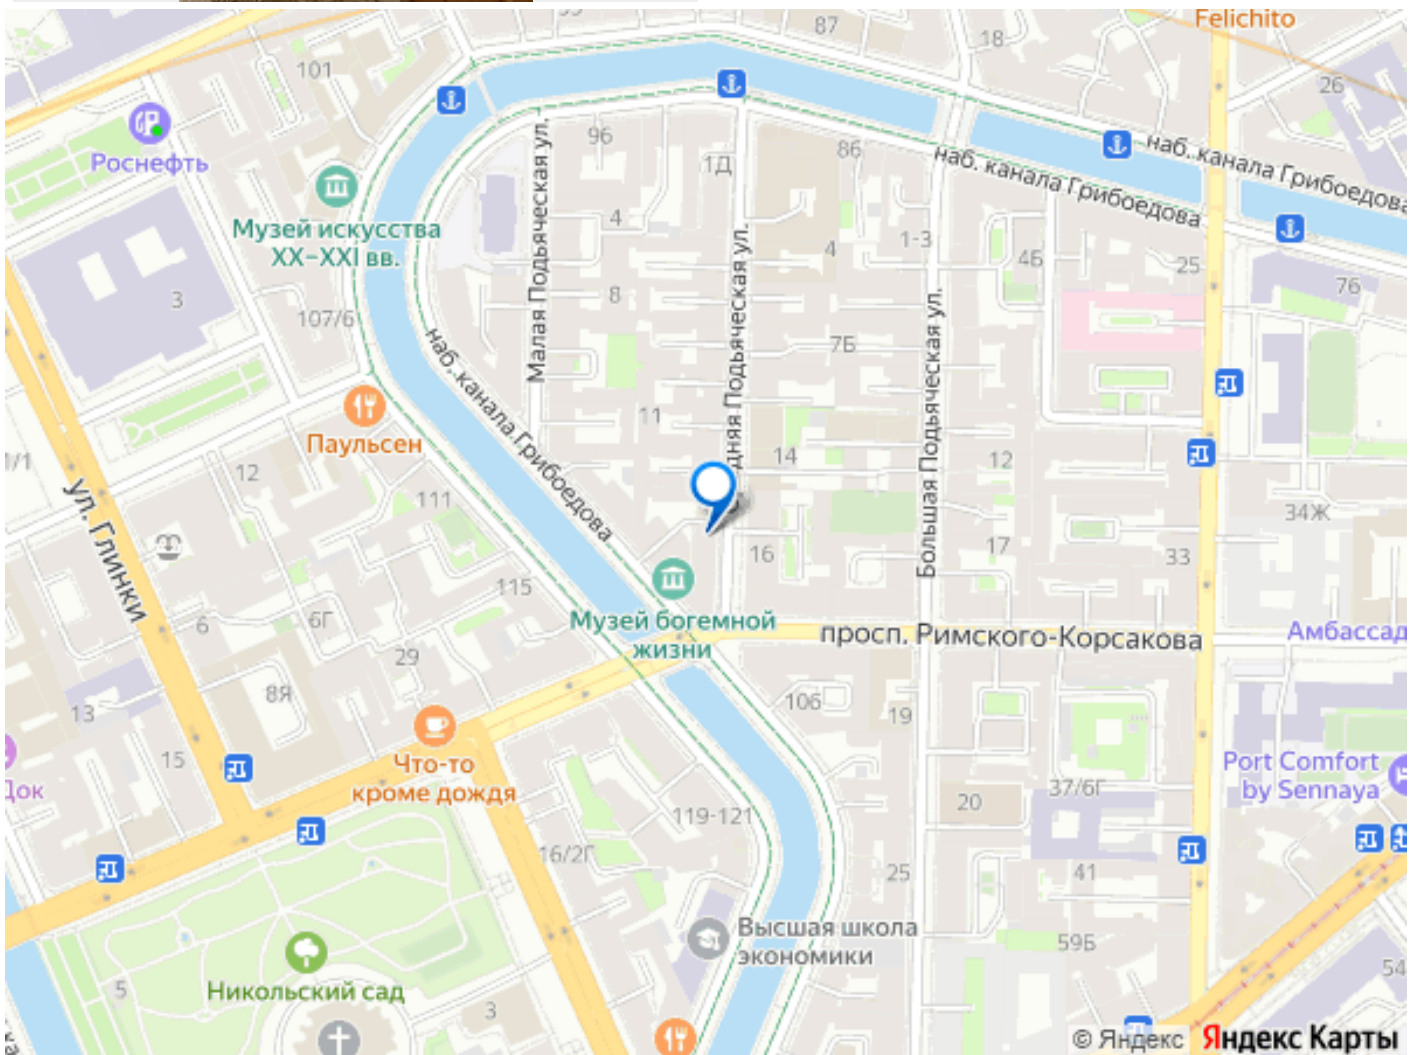 Felichito
87
18
101
26
Роснефть
96
1Д
86
наб. канала Грибоедова
наб. канала Грибоедова
Музей искусства
XX–XXI вв.
Малая Подьяческая ул.
4
дняя Подьяческая ул.
4
1-3
4Б
25
76
3
107/6
8
7Б
Большая Подьяческая ул.
наб. канала Грибоедова
Паульсен
11
14
12
1/1
12
111
ул. Глинки
34Ж
16
17
33
115
Музей богемной
жизни
просп. Римского-Корсакова
Амбассад
6
6Г
29
8Я
106
19
13
15
Док
Что-то
кроме дождя
Port Comfort
by Sennaya
37/6Г
20
119-121
16/2Г
25
41
Высшая школа
экономики
59Б
54
5
Никольский сад
3
© Яндекс Яндекс Карты